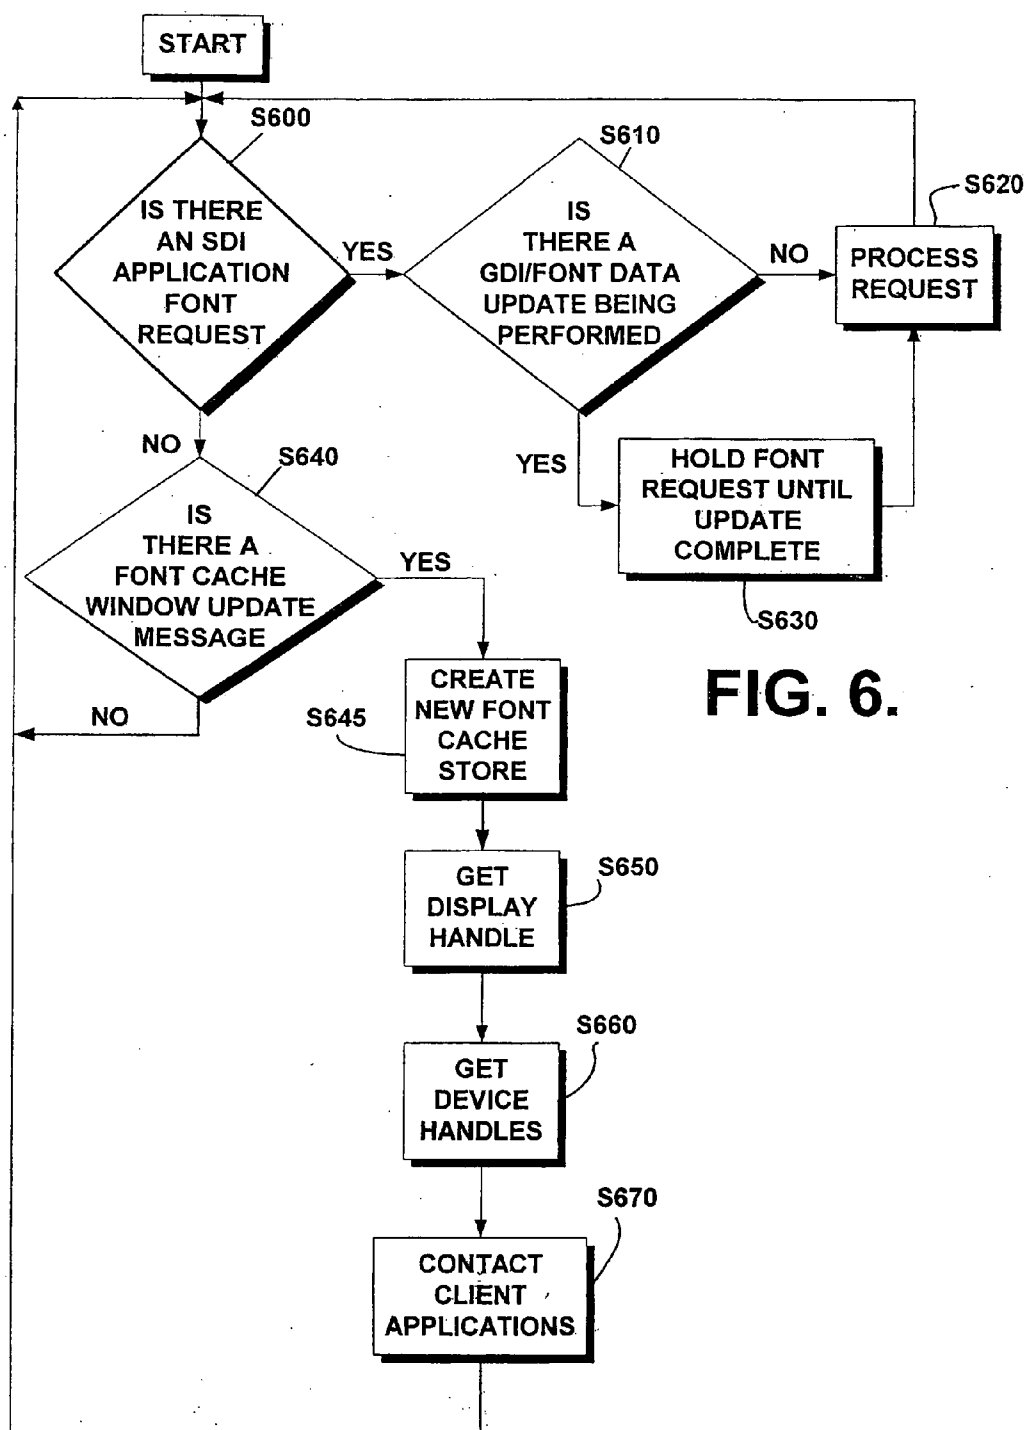 START
S600
IS THERE
AN SDI
APPLICATION
FONT
REQUEST
YES
S610
IS
THERE A
GDI/FONT DATA
UPDATE BEING
PERFORMED
NO
S620
PROCESS
REQUEST
YES
HOLD FONT
REQUEST UNTIL
UPDATE
COMPLETE
S630
NO
S640
IS
THERE A
FONT CACHE
WINDOW UPDATE
MESSAGE
YES
NO
S645
CREATE
NEW FONT
CACHE
STORE
FIG. 6.
S650
GET
DISPLAY
HANDLE
S660
GET
DEVICE
HANDLES
S670
CONTACT
CLIENT
APPLICATIONS